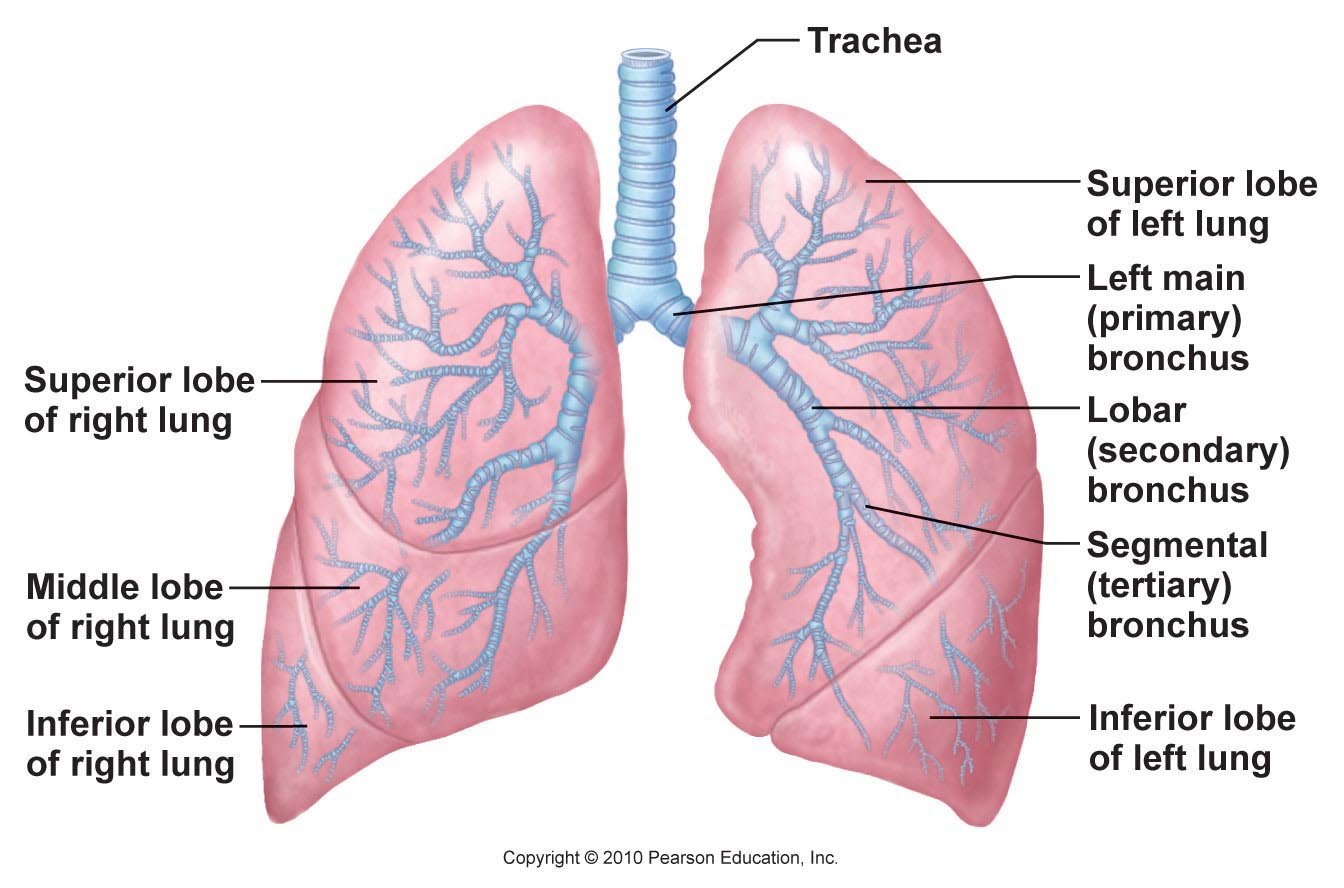 Trachea
Superior lobe
of left lung
Left main
(primary)
bronchus
Superior lobe
of right lung
Lobar
(secondary)
bronchus
Segmental
(tertiary)
bronchus
Middle lobe
of right lung
Inferior lobe
of right lung
Inferior lobe
of left lung
Copyright © 2010 Pearson Education, Inc.